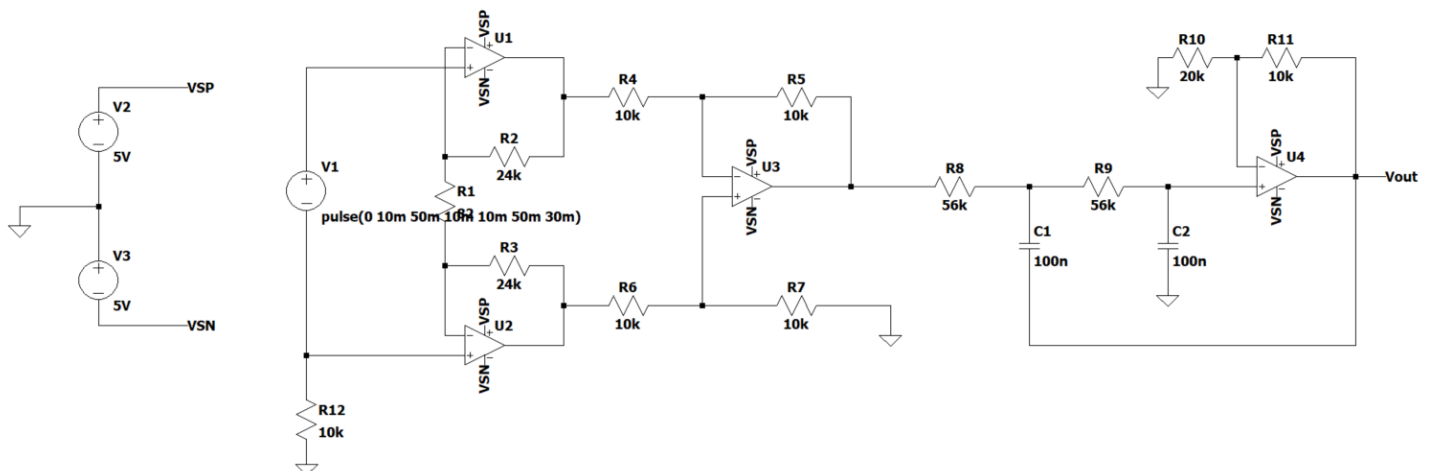 VSP
V2
5V
V3
5V
VSN
V1
pulse(0 10m 50m 10m 10m 50m 30m)
R12
10k
VSP
U1
VSN
R2
24k
R1
R3
24k
VSP
U2
VSN
R4
10k
R5
10k
VSP
U3
VSN
R6
10k
R7
10k
R8
56k
R9
56k
C1
100n
C2
100n
R10
20k
R11
10k
VSP
U4
VSN
Vout